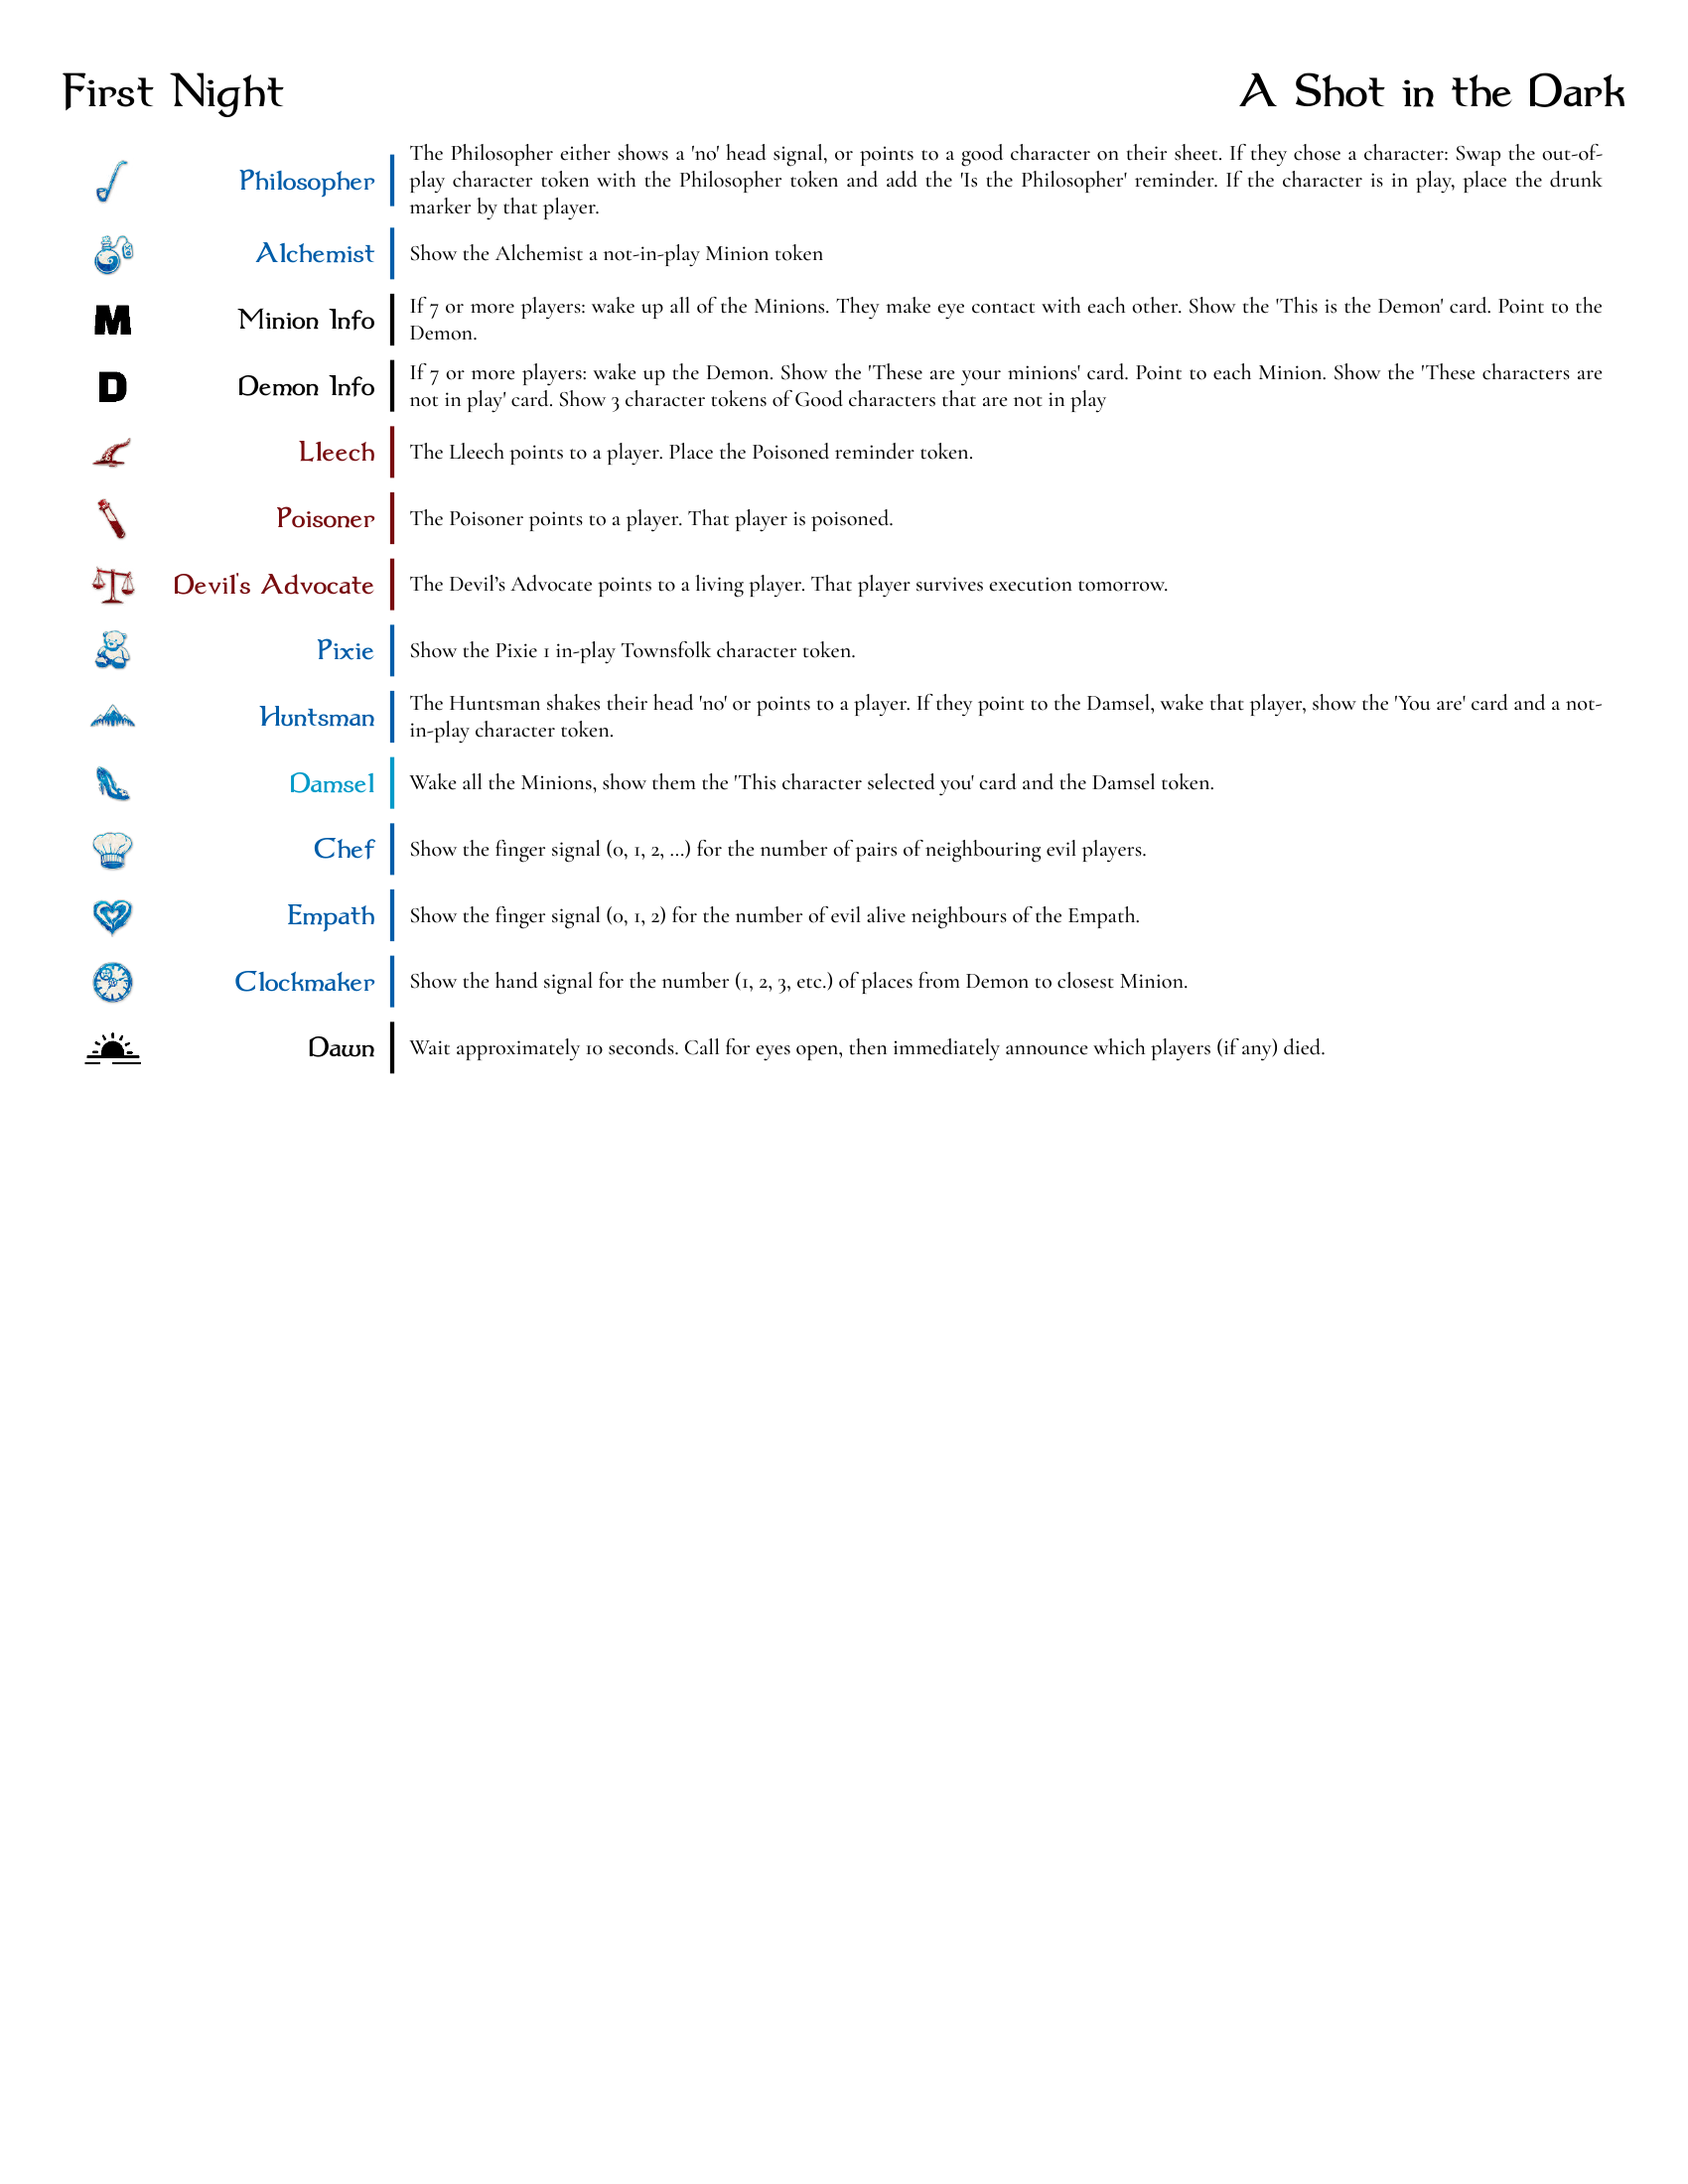 First Night
A Shot in the Dark
Philosopher
The Philosopher either shows a 'no' head signal, or points to a good character on their sheet. If they chose a character: Swap the out-of-
play character token with the Philosopher token and add the 'Is the Philosopher' reminder. If the character is in play, place the drunk
marker by that player.
Alchemist
Show the Alchemist a not-in-play Minion token
M
Minion Info
If 7 or more players: wake up all of the Minions. They make eye contact with each other. Show the 'This is the Demon' card. Point to the
Demon.
D
Demon Info
If 7 or more players: wake up the Demon. Show the 'These are your minions' card. Point to each Minion. Show the 'These characters are
not in play' card. Show 3 character tokens of Good characters that are not in play
Lleech
The Lleech points to a player. Place the Poisoned reminder token.
Poisoner
The Poisoner points to a player. That player is poisoned.
Devil's Advocate
The Devil’s Advocate points to a living player. That player survives execution tomorrow.
Pixie
Show the Pixie 1 in-play Townsfolk character token.
Huntsman
The Huntsman shakes their head 'no' or points to a player. If they point to the Damsel, wake that player, show the 'You are' card and a not-
in-play character token.
Damsel
Wake all the Minions, show them the 'This character selected you' card and the Damsel token.
Chef
Show the finger signal (0, 1, 2, ...) for the number of pairs of neighbouring evil players.
Empath
Show the finger signal (0, 1, 2) for the number of evil alive neighbours of the Empath.
Clockmaker
Show the hand signal for the number (1, 2, 3, etc.) of places from Demon to closest Minion.
Dawn
Wait approximately 10 seconds. Call for eyes open, then immediately announce which players (if any) died.